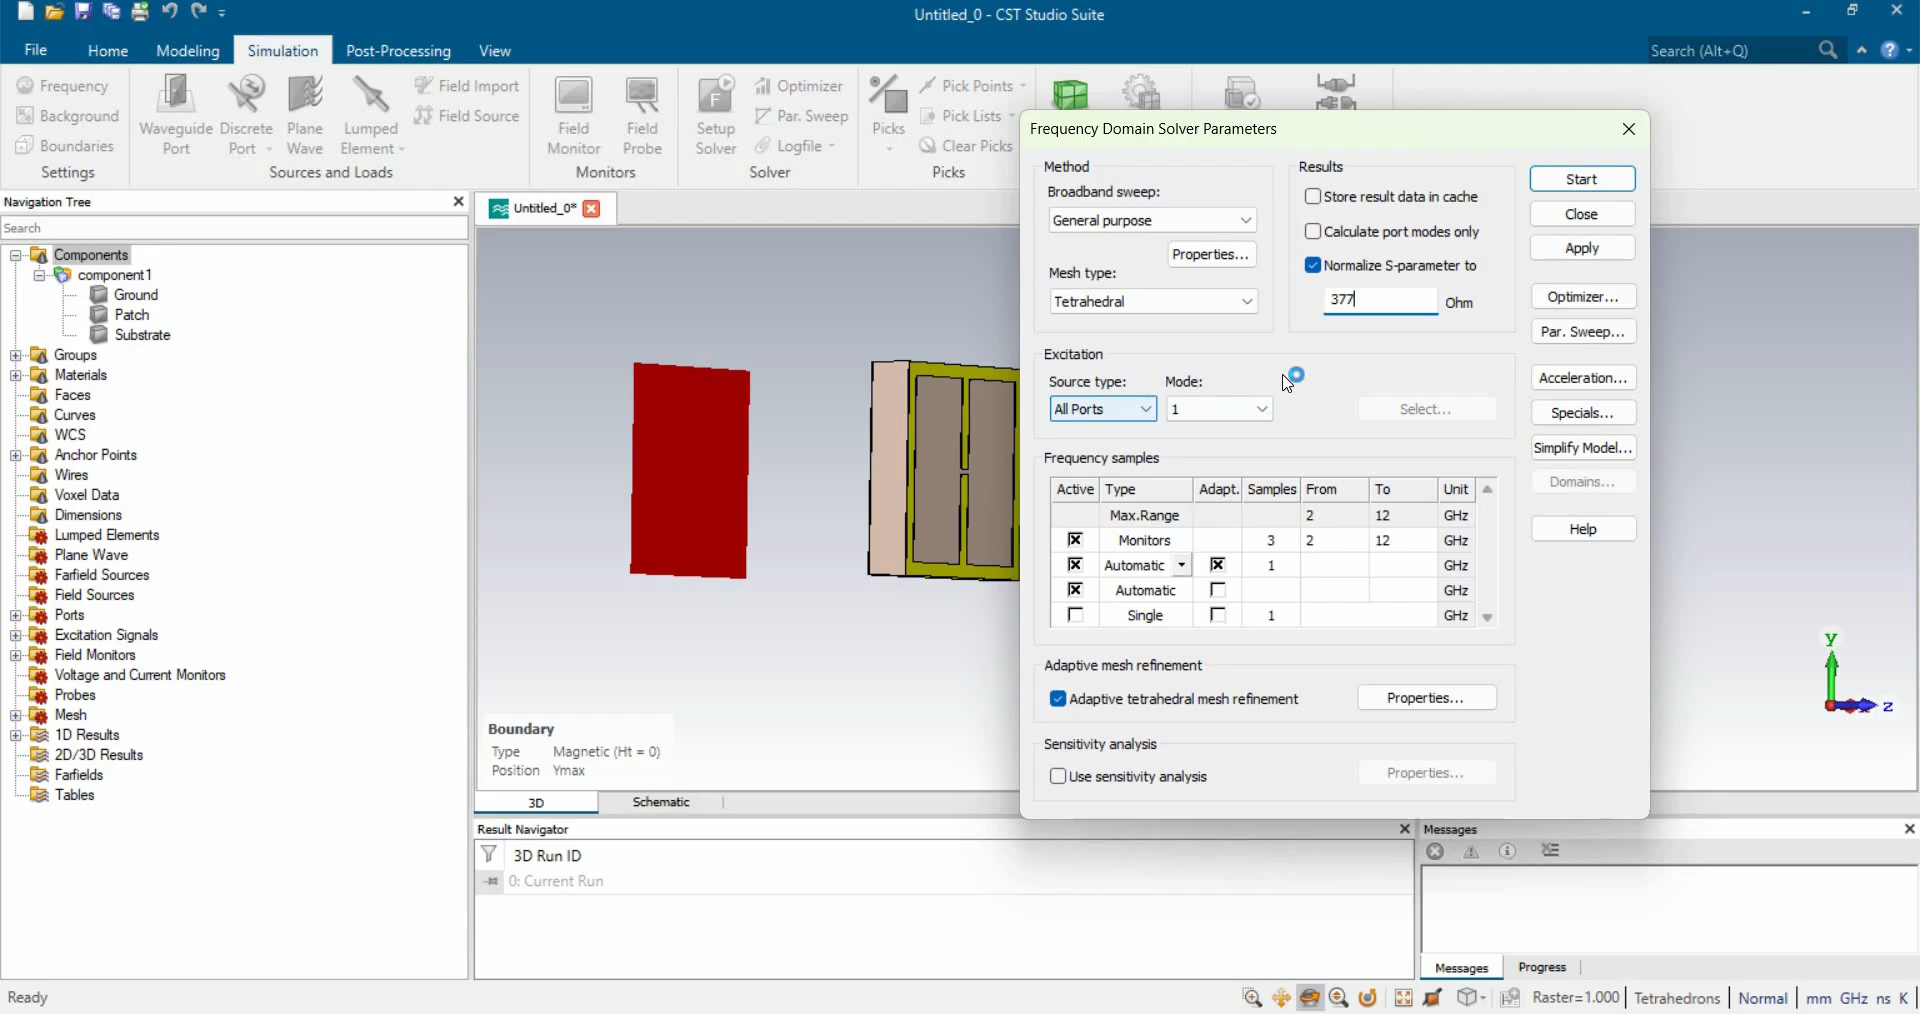 Untitled_0 - CST Studio Suite
File Home Modeling Simulation Post-Processing View
Search (Alt+Q)
Frequency
Background
Boundaries
Settings
Waveguide Port
Discrete Port
Plane Wave
Lumped Element
Field Import
Field Source
Sources and Loads
Field Monitor
Field Probe
Monitors
Setup Solver
Optimizer
Par. Sweep
Logfile
Solver
Picks
Pick Points
Pick Lists
Clear Picks
Picks
Navigation Tree
Search
Components
component1
Ground
Patch
Substrate
Groups
Materials
Faces
Curves
WCS
Anchor Points
Wires
Voxel Data
Dimensions
Lumped Elements
Plane Wave
Farfield Sources
Field Sources
Ports
Excitation Signals
Field Monitors
Voltage and Current Monitors
Probes
Mesh
1D Results
2D/3D Results
Farfields
Tables
Untitled_0*
Boundary
Type Magnetic (Ht = 0)
Position Ymax
y
z
3D Schematic
Frequency Domain Solver Parameters
Method
Broadband sweep:
General purpose
Properties...
Mesh type:
Tetrahedral
Results
Store result data in cache
Calculate port modes only
Normalize S-parameter to
377 Ohm
Excitation
Source type: Mode:
All Ports 1 Select...
Frequency samples
Active Type Adapt. Samples From To Unit
Max.Range 2 12 GHz
Monitors 3 2 12 GHz
Automatic 1 GHz
Automatic GHz
Single 1 GHz
Adaptive mesh refinement
Adaptive tetrahedral mesh refinement Properties...
Sensitivity analysis
Use sensitivity analysis Properties...
Start
Close
Apply
Optimizer...
Par. Sweep...
Acceleration...
Specials...
Simplify Model...
Domains...
Help
Result Navigator
3D Run ID
0: Current Run
Messages
Messages Progress
Ready
Raster=1.000 Tetrahedrons Normal mm GHz ns K